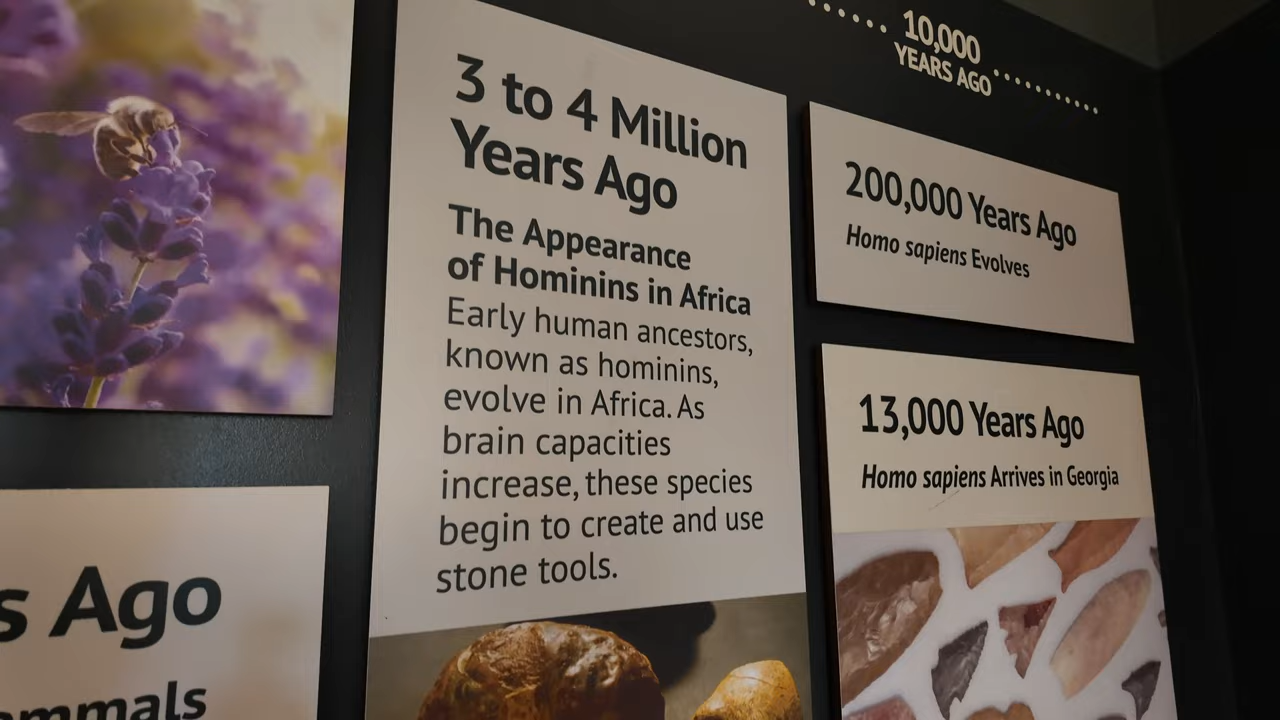 10,000
YEARS AGO
3 to 4 Million
Years Ago
The Appearance
of Hominins in Africa
Early human ancestors,
known as hominins,
evolve in Africa. As
brain capacities
increase, these species
begin to create and use
stone tools.
200,000 Years Ago
Homo sapiens Evolves
13,000 Years Ago
Homo sapiens Arrives in Georgia
s Ago
mmals